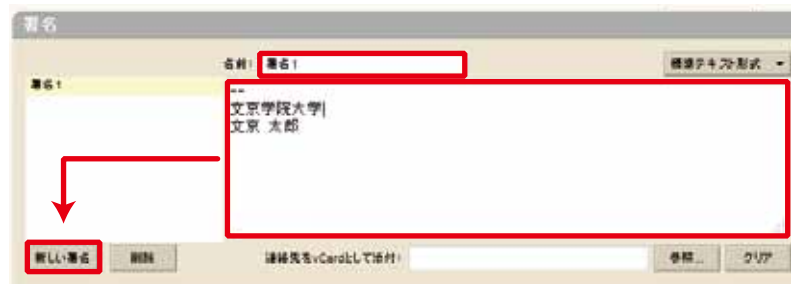 署名
名前: 署名1
標準テキスト形式
署名1
--
文京学院大学
文京 太郎
新しい署名
削除
連絡先をvCardとして添付:
参照...
クリア